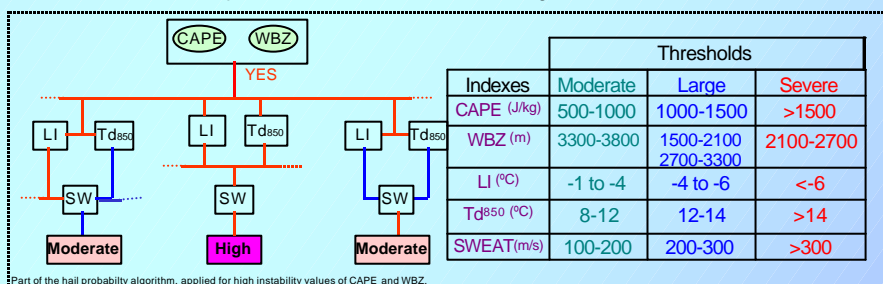 CAPE WBZ
YES
LI Td850 LI Td850 LI Td850
SW SW SW
Moderate High Moderate
Thresholds
Indexes Moderate Large Severe
CAPE (J/kg) 500-1000 1000-1500 >1500
WBZ (m) 3300-3800 1500-2100 2100-2700
2700-3300
LI (ºC) -1 to -4 -4 to -6 <-6
Td850 (ºC) 8-12 12-14 >14
SWEAT(m/s) 100-200 200-300 >300
Part of the hail probabilty algorithm, applied for high instability values of CAPE and WBZ.